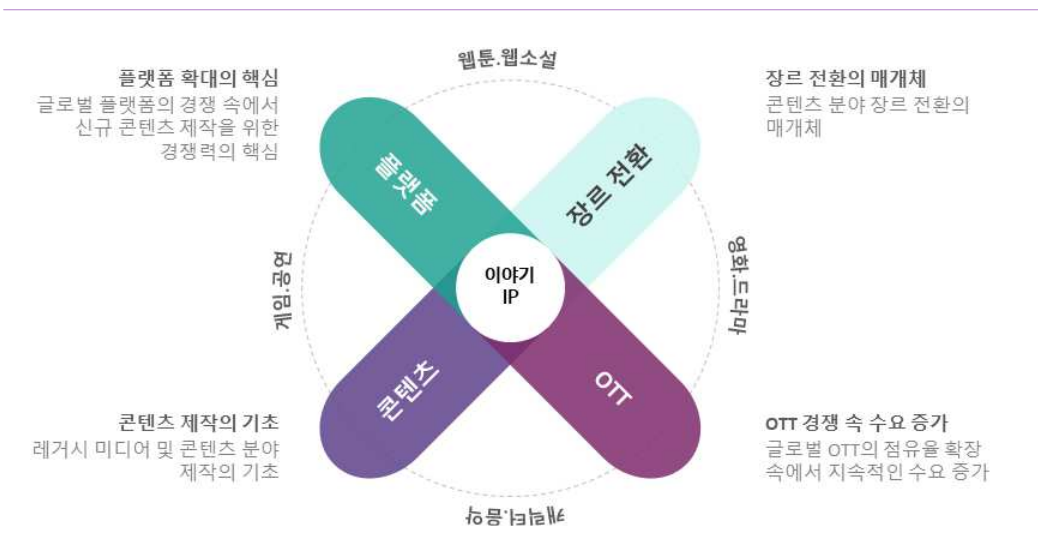 웹툰.웹소설
플랫폼 확대의 핵심
글로벌 플랫폼의 경쟁 속에서
신규 콘텐츠 제작을 위한
경쟁력의 핵심
장르 전환의 매개체
콘텐츠 분야 장르 전환의
매개체
플랫폼
장르 전환
게임.공연
이야기
IP
영화.드라마
콘텐츠
OTT
콘텐츠 제작의 기초
레거시 미디어 및 콘텐츠 분야
제작의 기초
OTT 경쟁 속 수요 증가
글로벌 OTT의 점유율 확장
속에서 지속적인 수요 증가
캐릭터.음악